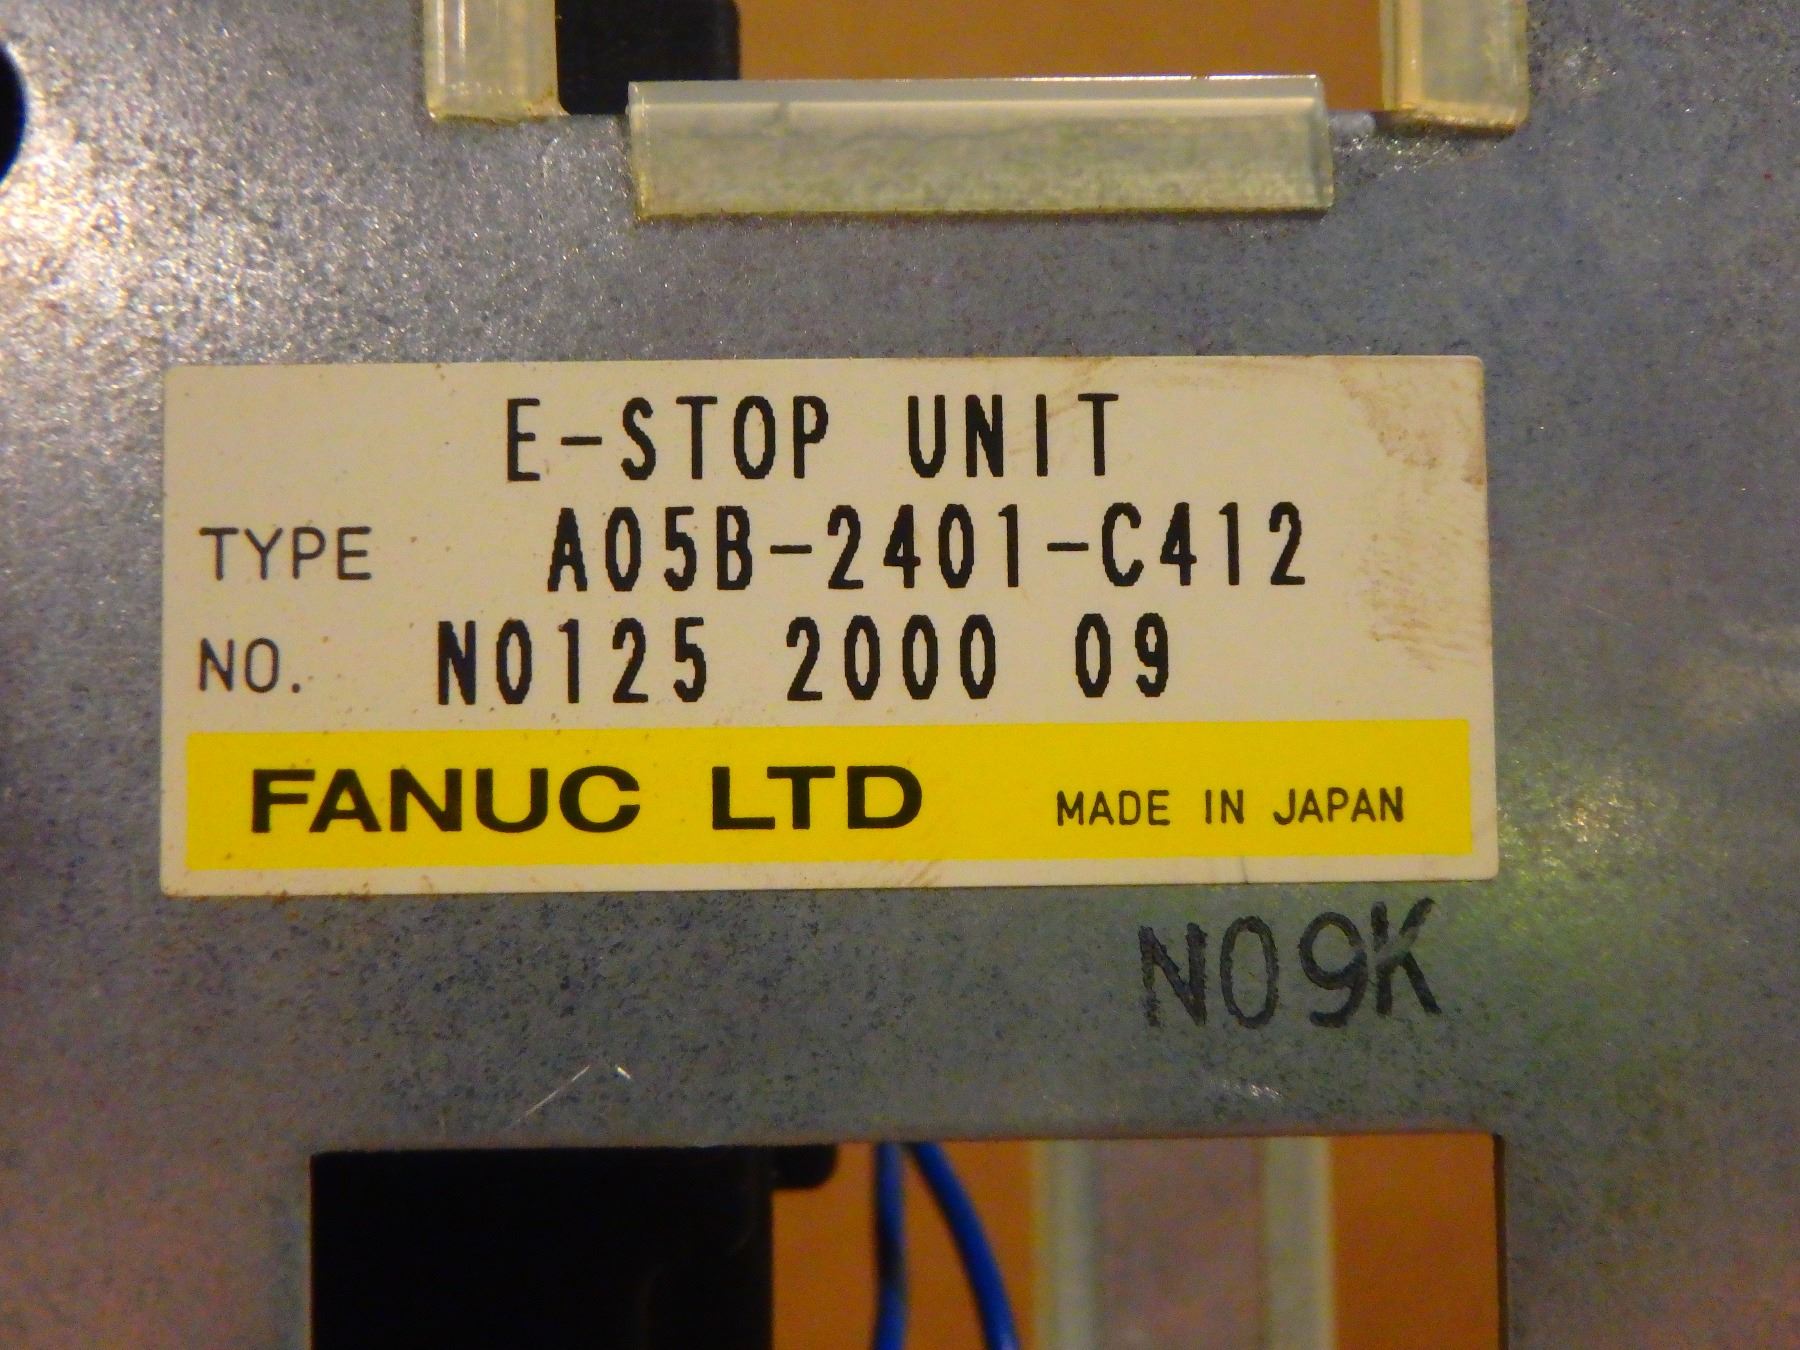 E-STOP UNIT
TYPE A05B-2401-C412
NO. N0125 2000 09
FANUC LTD MADE IN JAPAN
N09K